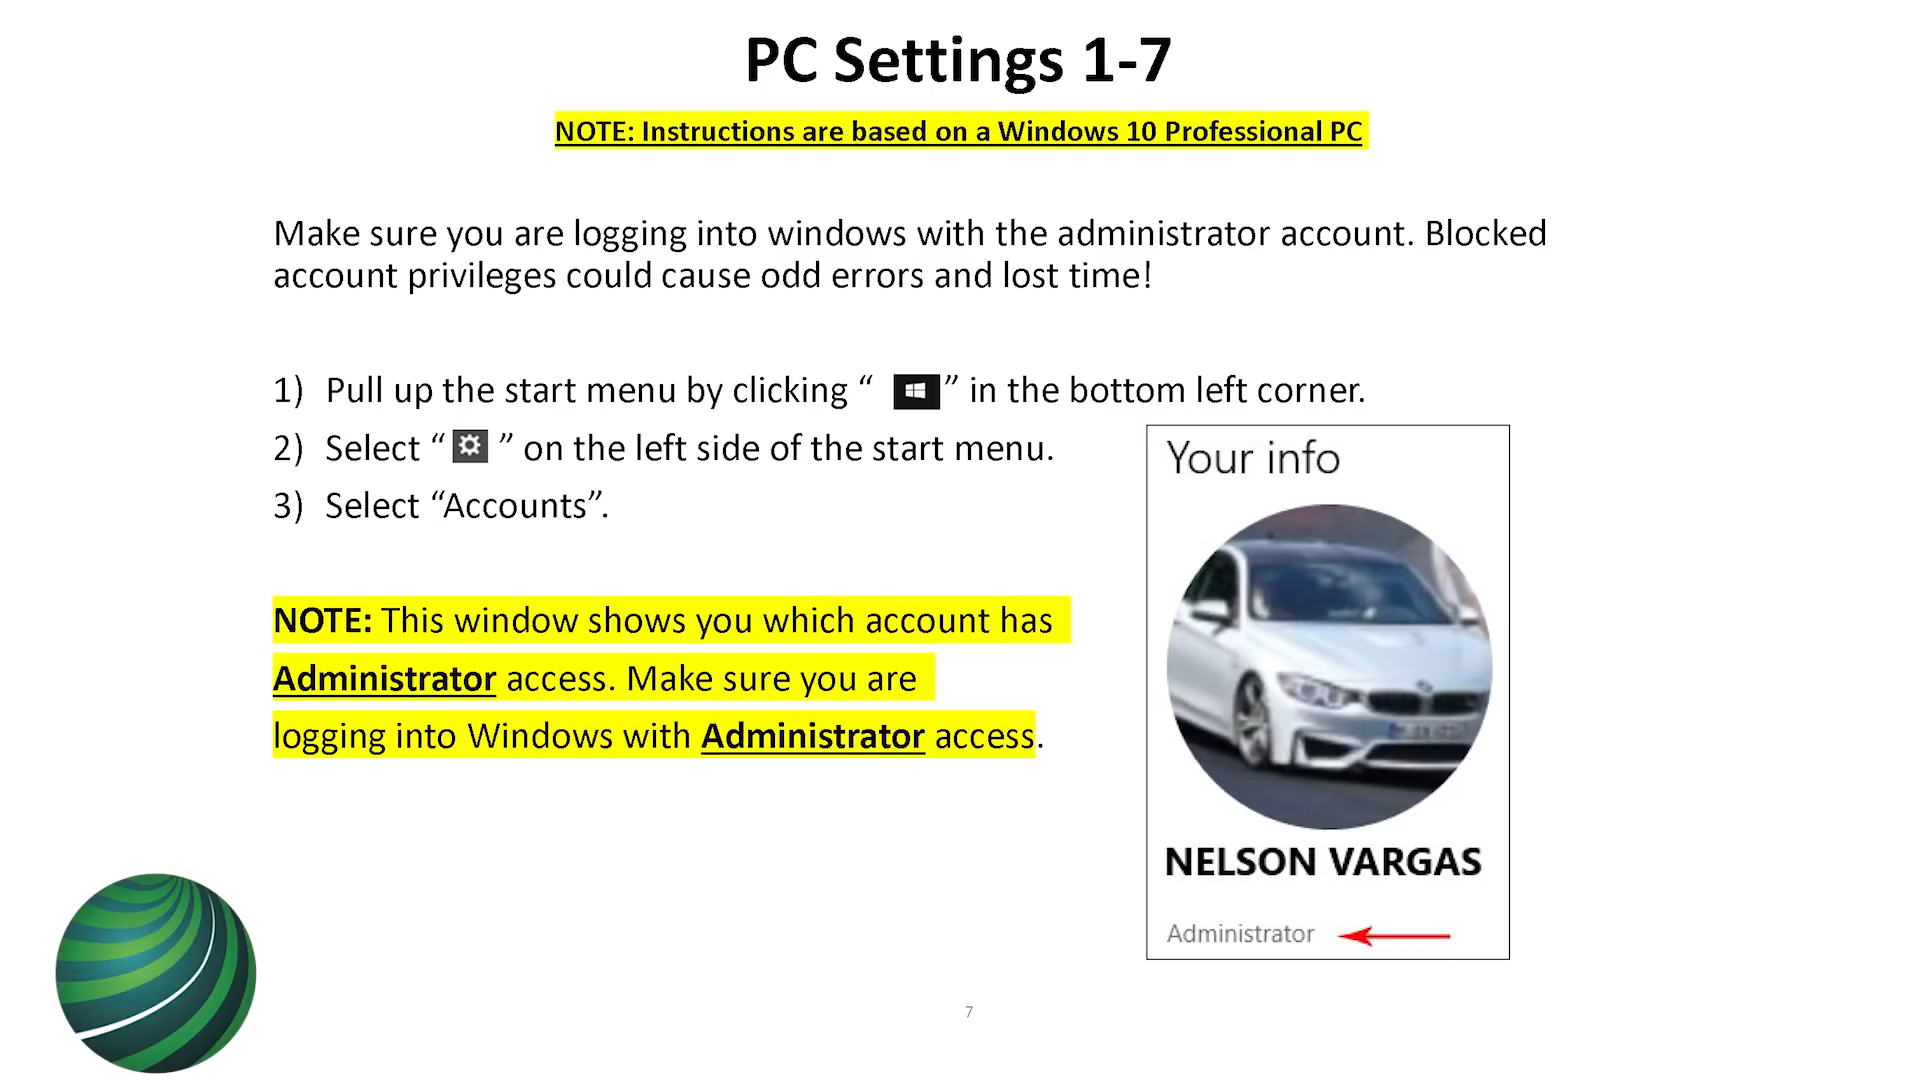 PC Settings 1-7
NOTE: Instructions are based on a Windows 10 Professional PC
Make sure you are logging into windows with the administrator account. Blocked
account privileges could cause odd errors and lost time!
1) Pull up the start menu by clicking “ ” in the bottom left corner.
2) Select “ ” on the left side of the start menu.
3) Select “Accounts”.
NOTE: This window shows you which account has
Administrator access. Make sure you are
logging into Windows with Administrator access.
Your info
NELSON VARGAS
Administrator
7